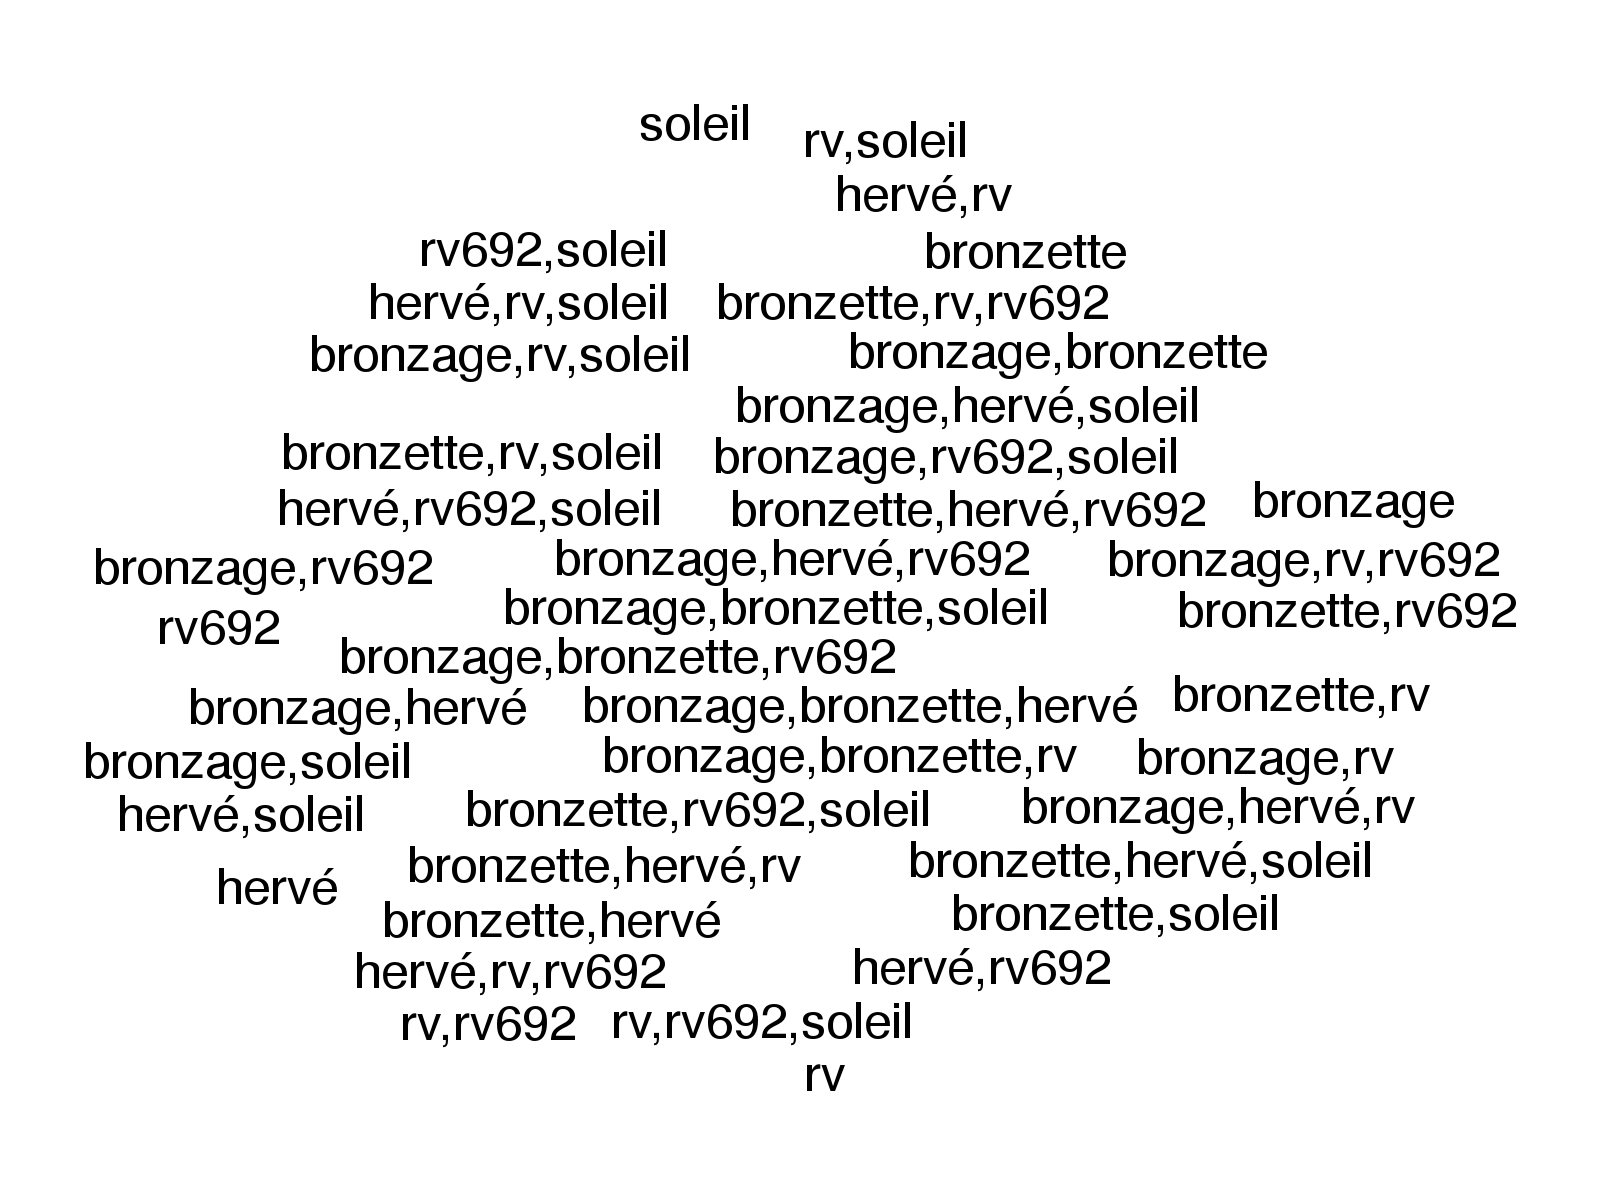 soleil
rv,soleil
hervé,rv
rv692,soleil
bronzette
hervé,rv,soleil
bronzette,rv,rv692
bronzage,rv,soleil
bronzage,bronzette
bronzage,hervé,soleil
bronzette,rv,soleil
bronzage,rv692,soleil
hervé,rv692,soleil
bronzette,hervé,rv692
bronzage
bronzage,rv692
bronzage,hervé,rv692
bronzage,rv,rv692
rv692
bronzage,bronzette,soleil
bronzette,rv692
bronzage,bronzette,rv692
bronzage,hervé
bronzage,bronzette,hervé
bronzette,rv
bronzage,soleil
bronzage,bronzette,rv
bronzage,rv
hervé,soleil
bronzette,rv692,soleil
bronzage,hervé,rv
hervé
bronzette,hervé,rv
bronzette,hervé,soleil
bronzette,hervé
bronzette,soleil
hervé,rv,rv692
hervé,rv692
rv,rv692
rv,rv692,soleil
rv